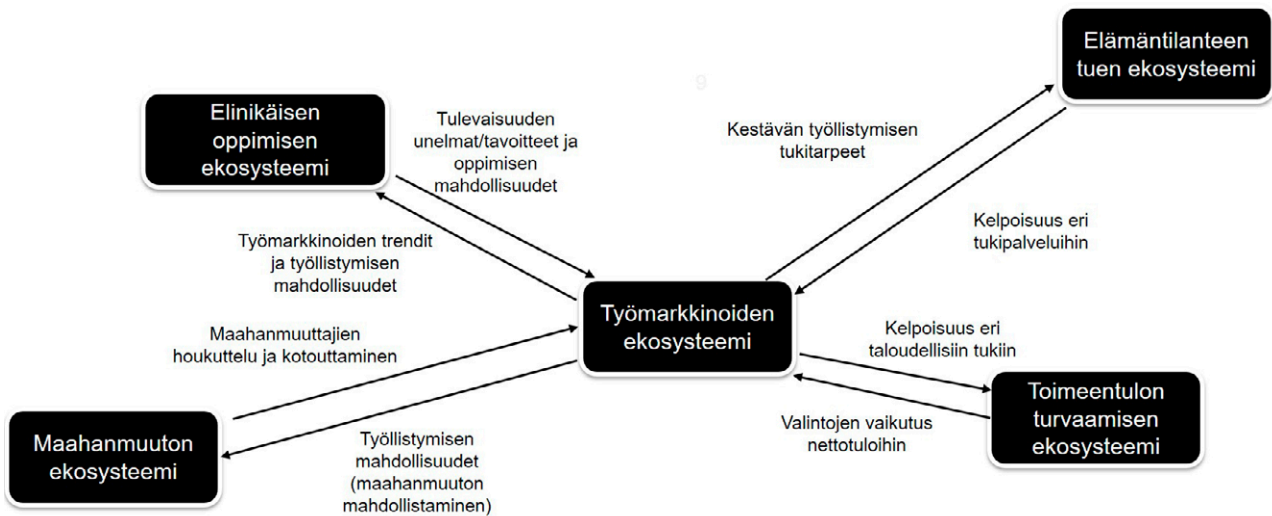 Elämäntilanteen
tuen ekosysteemi
9
Elinikäisen
oppimisen
ekosysteemi
Tulevaisuuden
unelmat/tavoitteet ja
oppimisen
mahdollisuudet
Kestävän työllistymisen
tukitarpeet
Kelpoisuus eri
tukipalveluihin
Työmarkkinoiden trendit
ja työllistymisen
mahdollisuudet
Työmarkkinoiden
ekosysteemi
Maahanmuuttajien
houkuttelu ja kotouttaminen
Kelpoisuus eri
taloudellisiin tukiin
Toimeentulon
turvaamisen
ekosysteemi
Valintojen vaikutus
nettotuloihin
Maahanmuuton
ekosysteemi
Työllistymisen
mahdollisuudet
(maahanmuuton
mahdollistaminen)